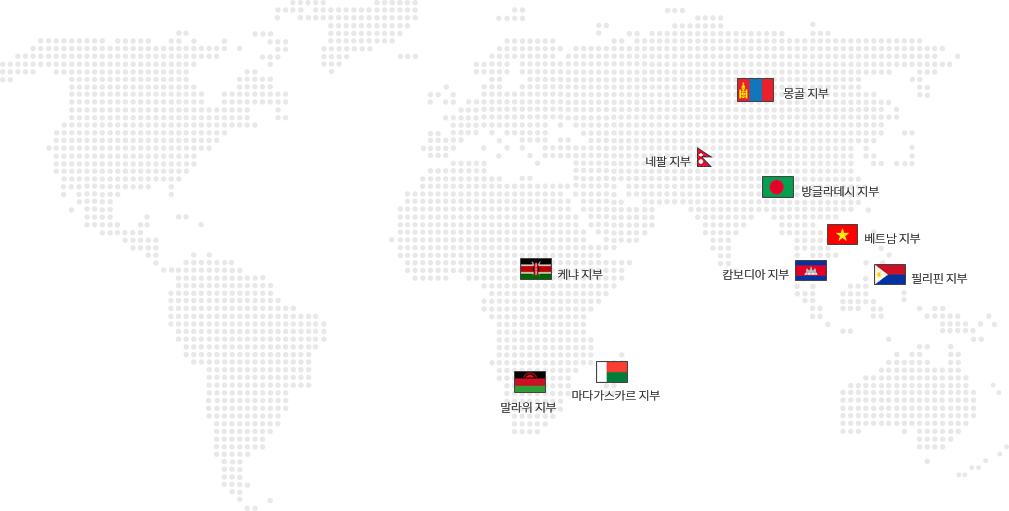 몽골 지부
네팔 지부
방글라데시 지부
베트남 지부
캄보디아 지부
필리핀 지부
케냐 지부
마다가스카르 지부
말라위 지부